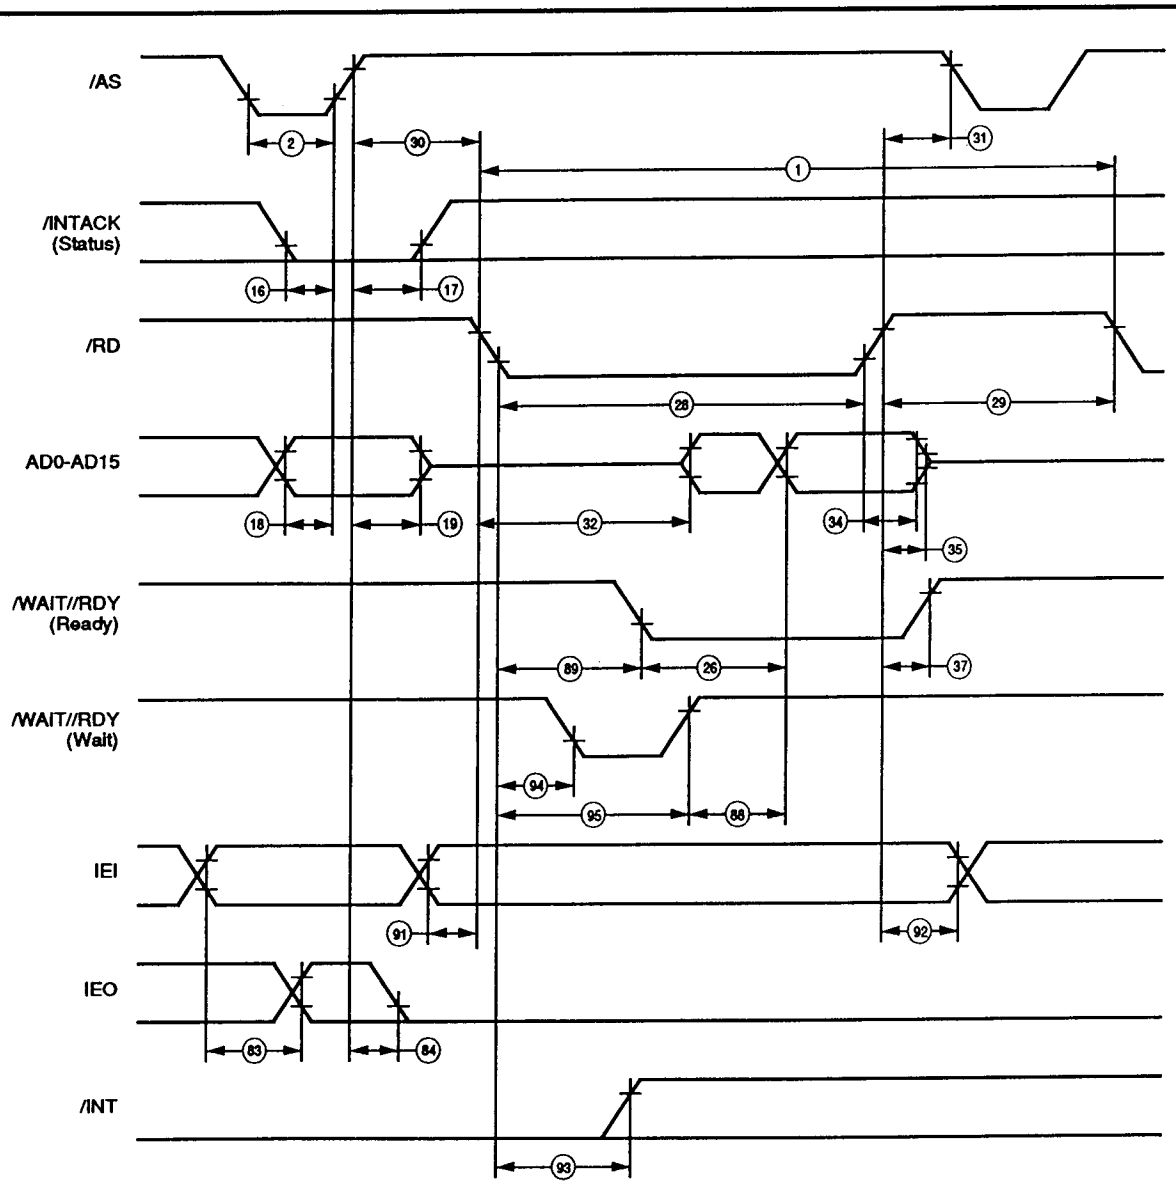 /AS
2
30
31
1
/INTACK
(Status)
16
17
/RD
28
29
AD0-AD15
18
19
32
34
35
/WAIT//RDY
(Ready)
89
26
37
/WAIT//RDY
(Wait)
94
95
88
IEI
91
92
IEO
83
84
/INT
93